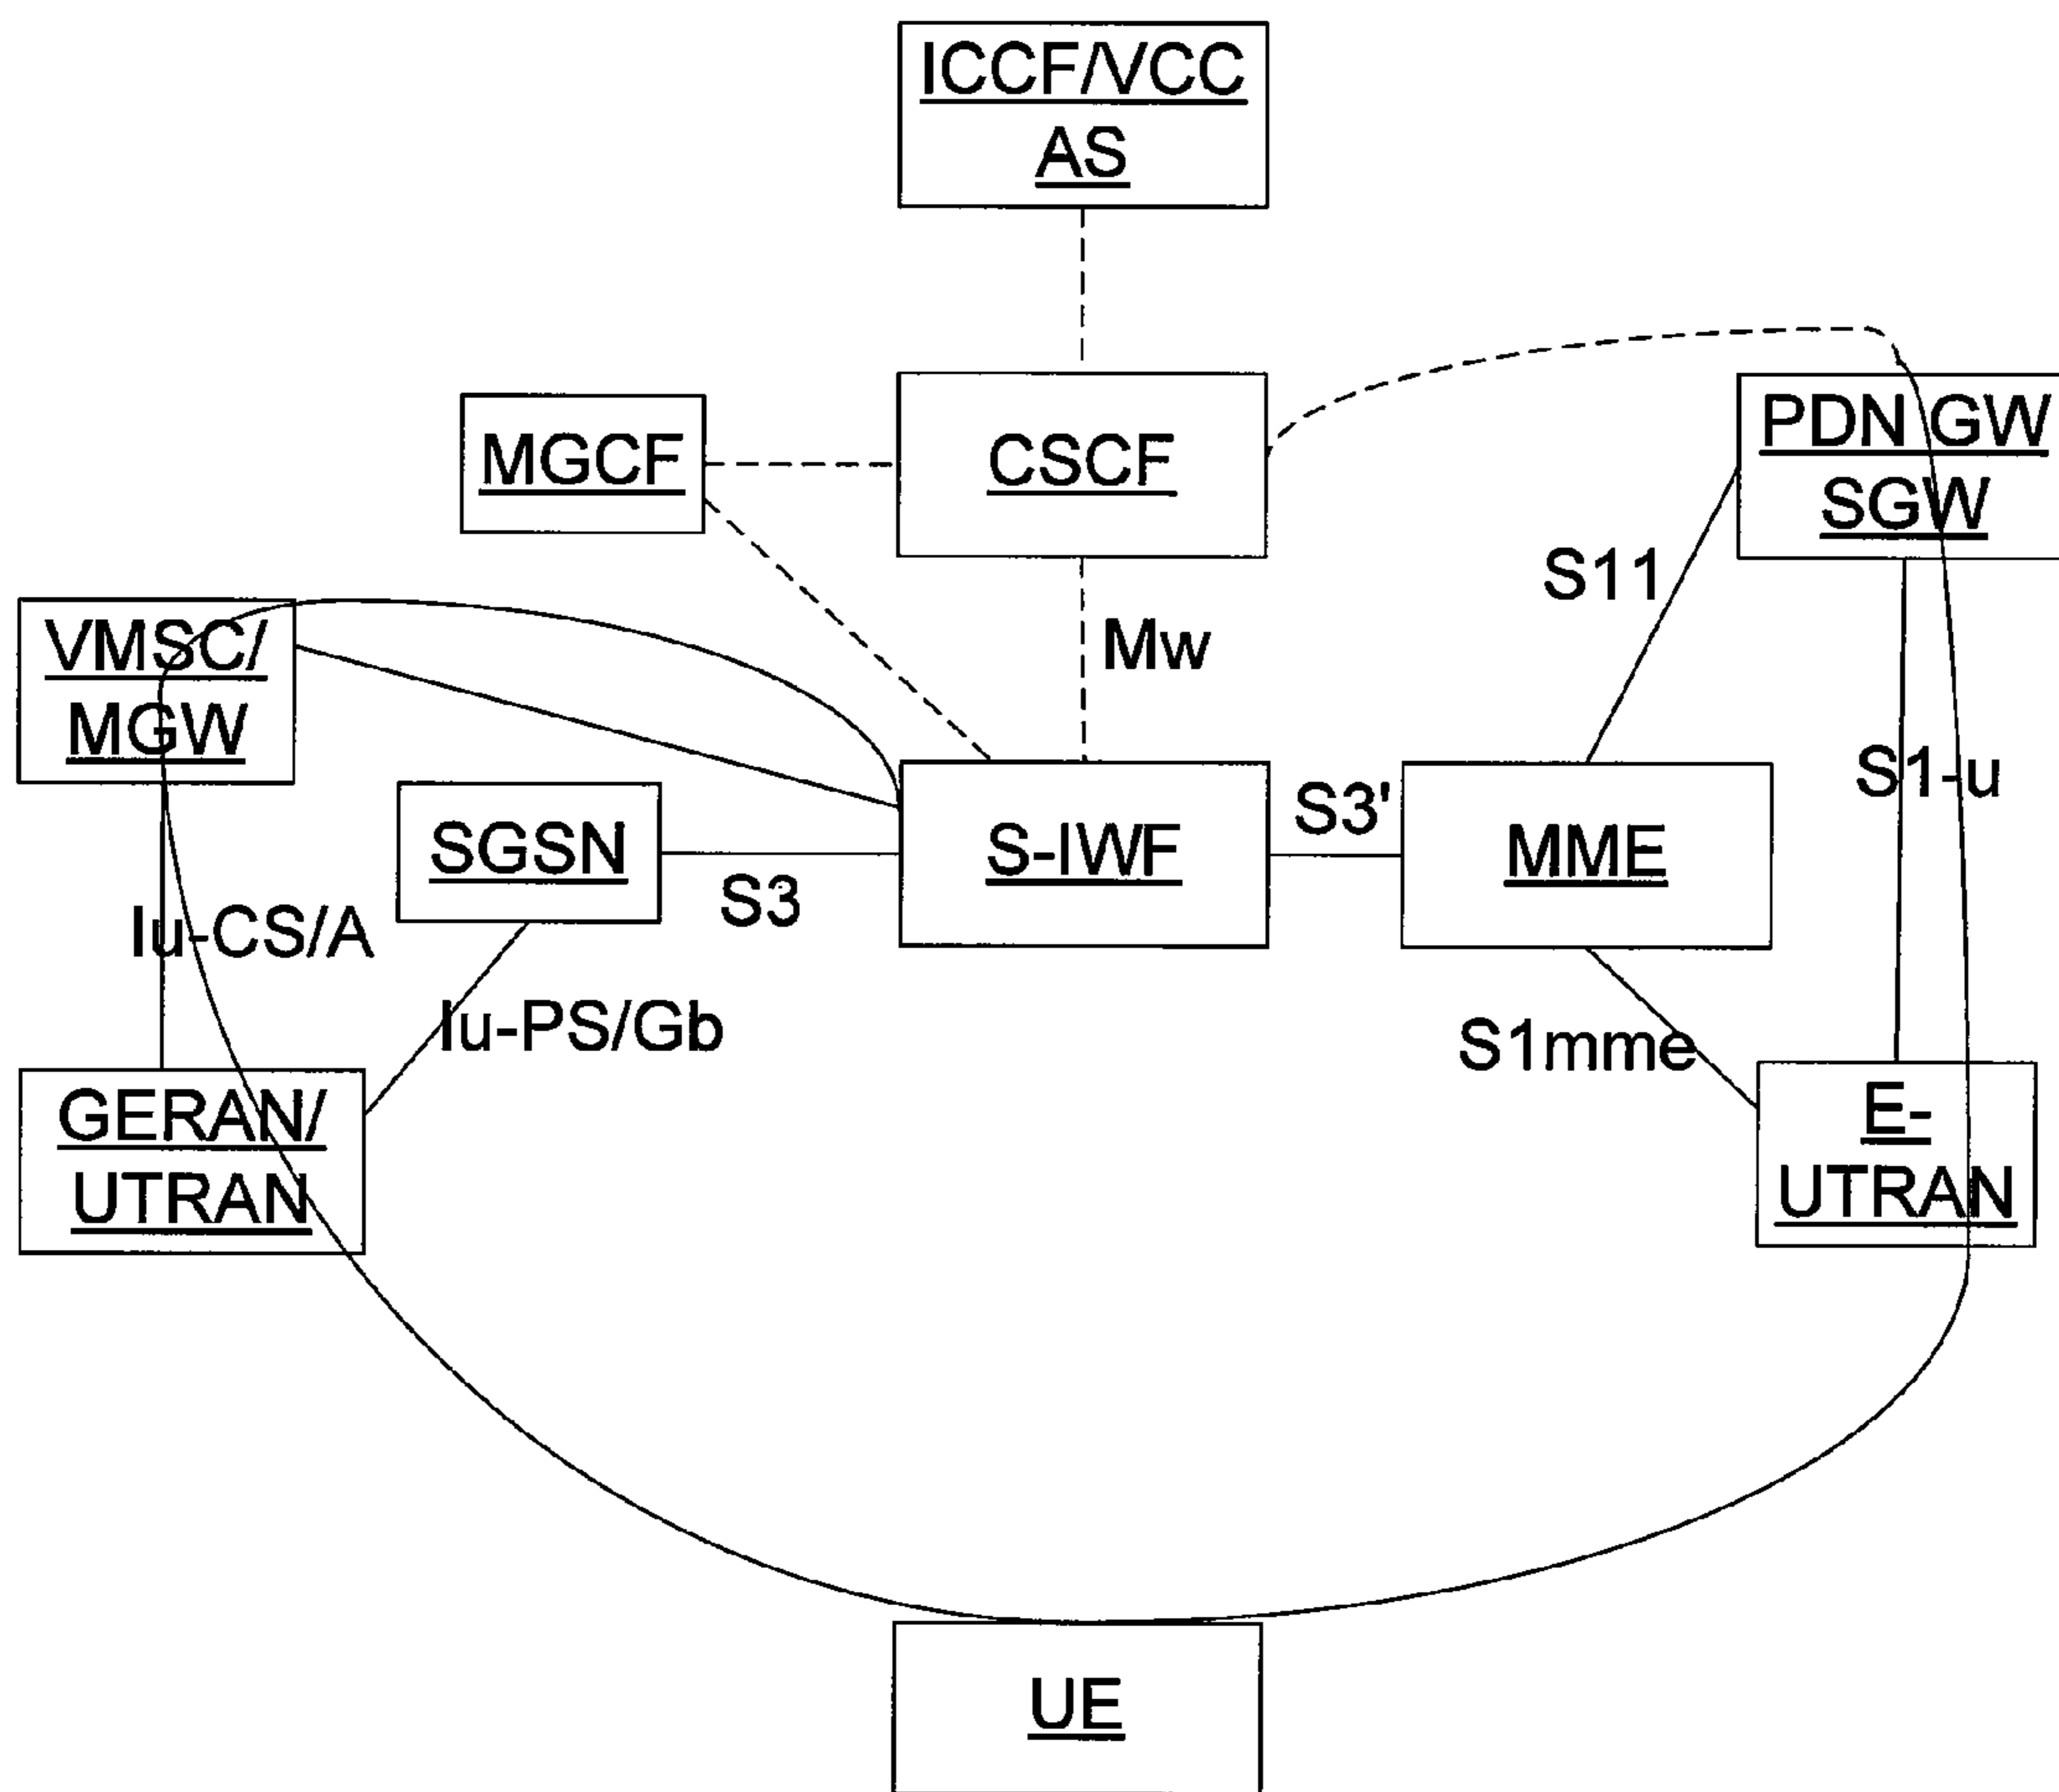 ICCF/VCC
AS
MGCF
CSCF
PDN GW
SGW
S11
VMSC/
MGW
Mw
S1-u
SGSN
S3
S-IWF
S3'
MME
Iu-CS/A
Iu-PS/Gb
S1mme
GERAN/
UTRAN
E-
UTRAN
UE